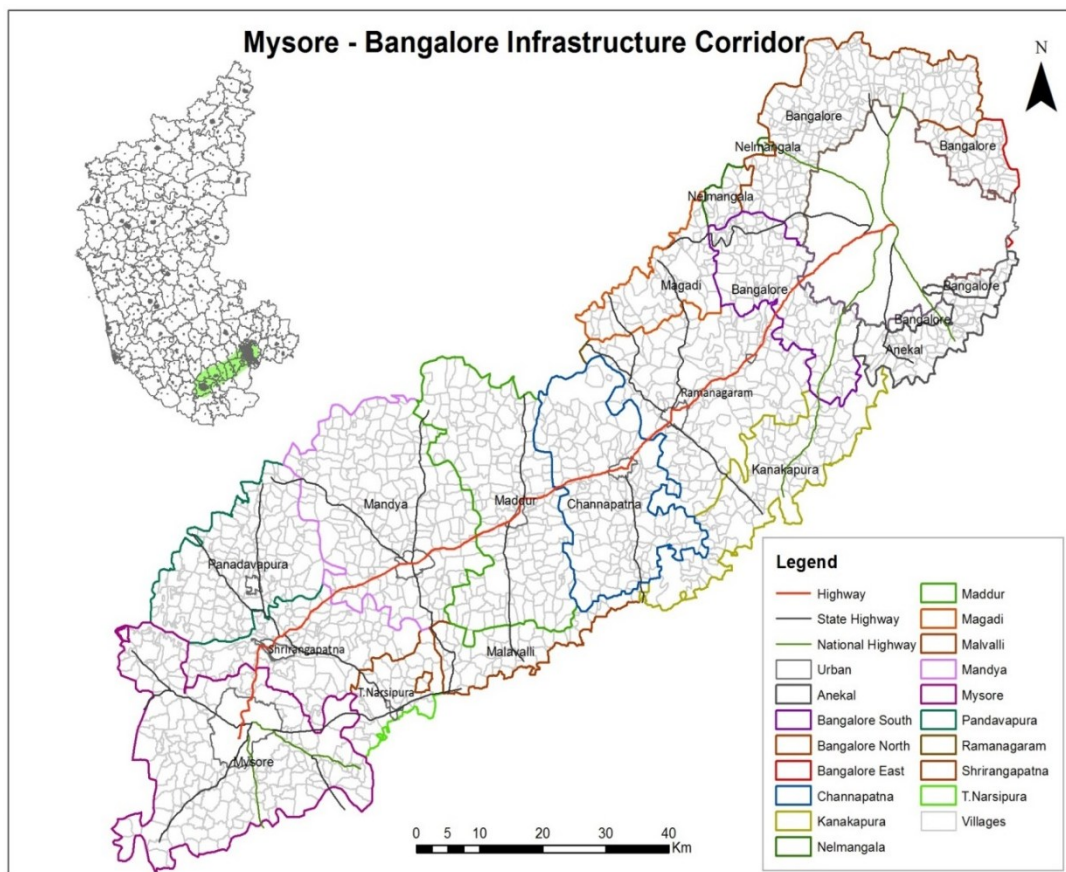 Mysore - Bangalore Infrastructure Corridor
N
Bangalore
Bangalore
Nelmangala
Nelmangala
Magadi
Bangalore
Bangalore
Bangalore
Anekal
Ramanagaram
Kanakapura
Mandya
Maddur
Channapatna
Panadavapura
Shrirangapatna
Malavalli
T.Narsipura
Mysore
0 5 10 20 30 40
Km
Legend
Highway
State Highway
National Highway
Urban
Anekal
Bangalore South
Bangalore North
Bangalore East
Channapatna
Kanakapura
Nelmangala
Maddur
Magadi
Malvalli
Mandya
Mysore
Pandavapura
Ramanagaram
Shrirangapatna
T.Narsipura
Villages